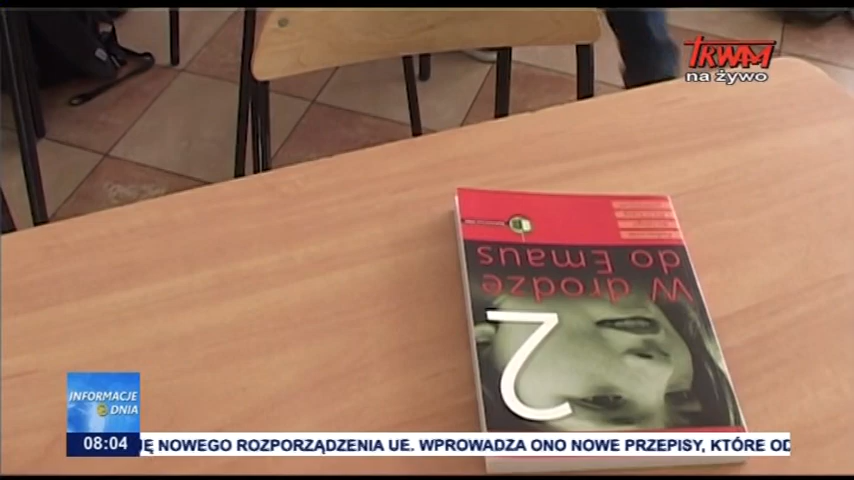 TRWAM
na żywo
W drodze
do Emaus
2
INFORMACJE
DNIA
08:04
JĘ NOWEGO ROZPORZĄDZENIA UE. WPROWADZA ONO NOWE PRZEPISY, KTÓRE OD